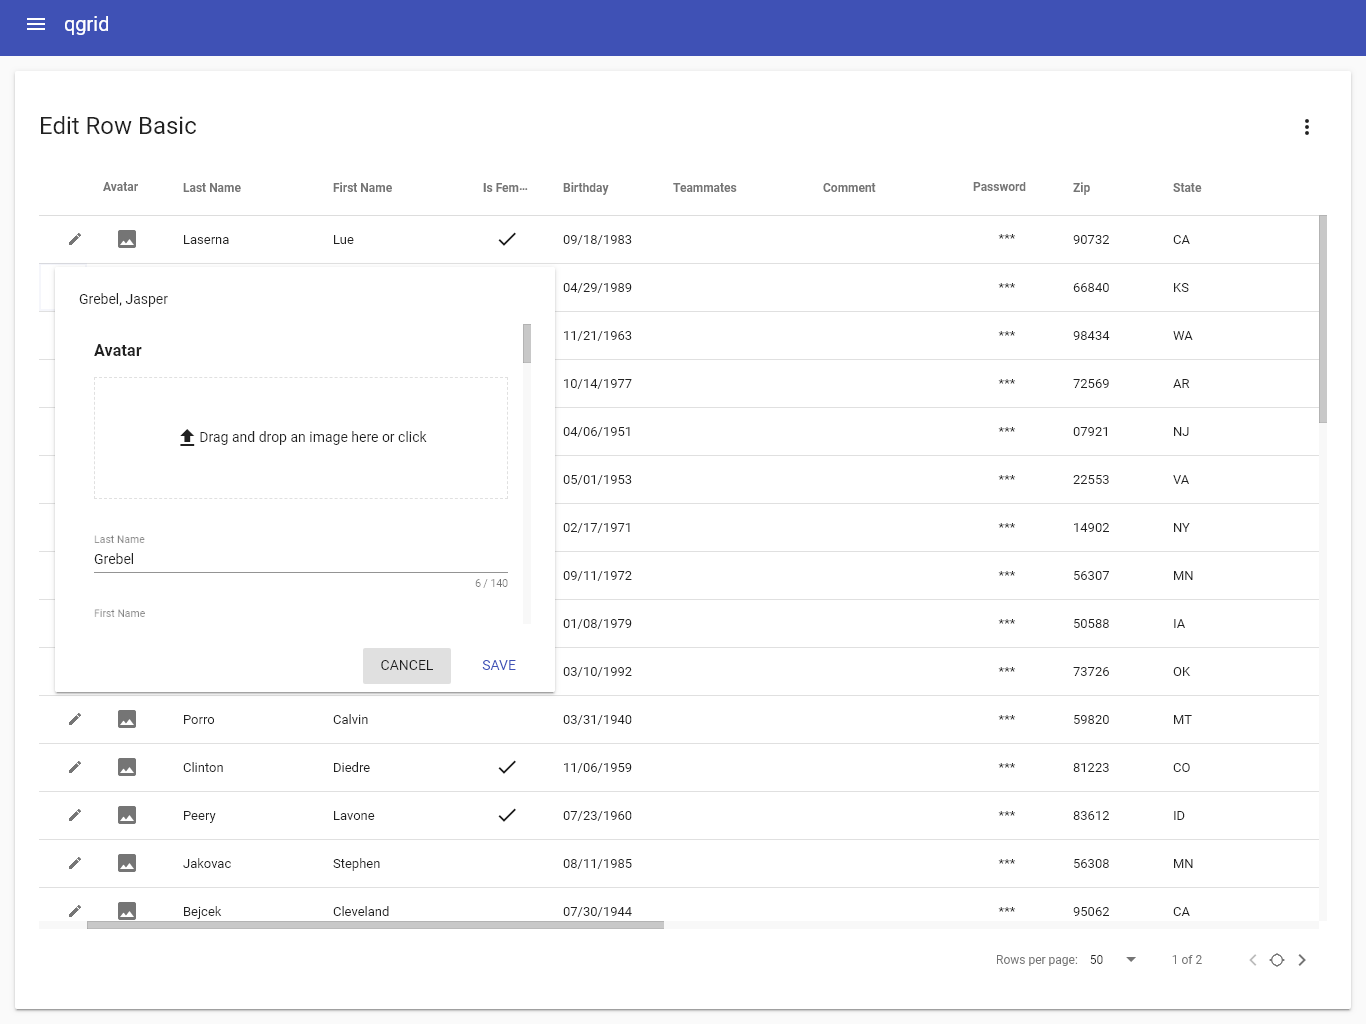 qgrid
Edit Row Basic
Avatar Last Name First Name Is Fem... Birthday Teammates Comment Password Zip State
Laserna Lue 09/18/1983 *** 90732 CA
04/29/1989 *** 66840 KS
Grebel, Jasper
11/21/1963 *** 98434 WA
Avatar
10/14/1977 *** 72569 AR
Drag and drop an image here or click
04/06/1951 *** 07921 NJ
05/01/1953 *** 22553 VA
02/17/1971 *** 14902 NY
Last Name
Grebel
6 / 140
09/11/1972 *** 56307 MN
First Name
01/08/1979 *** 50588 IA
CANCEL SAVE
03/10/1992 *** 73726 OK
Porro Calvin 03/31/1940 *** 59820 MT
Clinton Diedre 11/06/1959 *** 81223 CO
Peery Lavone 07/23/1960 *** 83612 ID
Jakovac Stephen 08/11/1985 *** 56308 MN
Bejcek Cleveland 07/30/1944 *** 95062 CA
Rows per page: 50 1 of 2